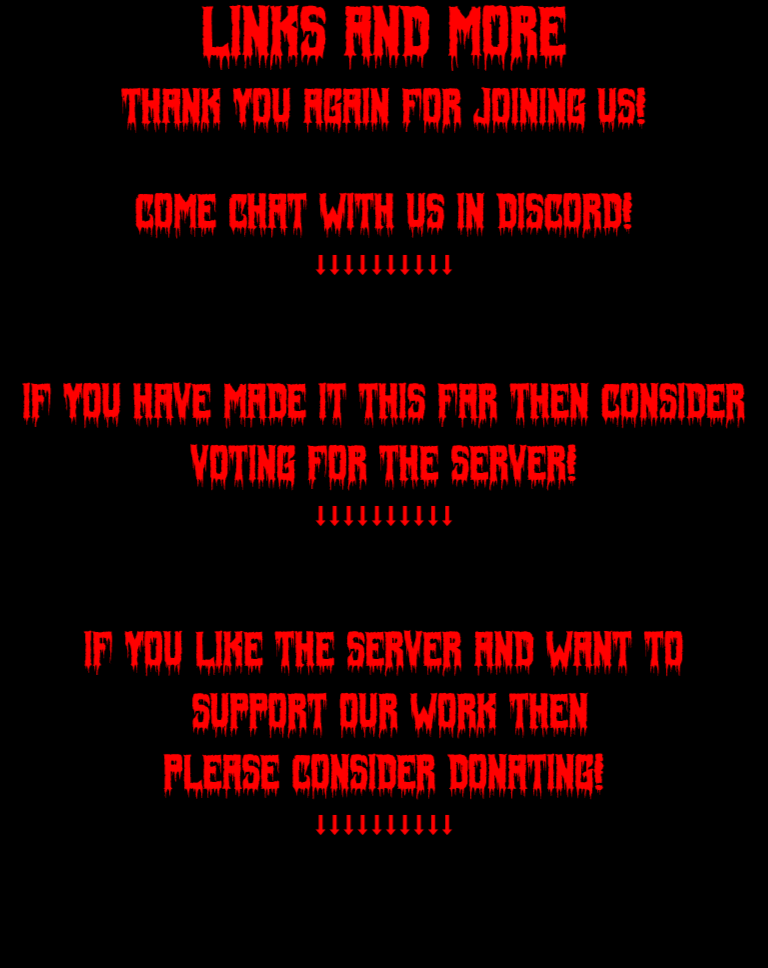 LINKS AND MORE
THANK YOU AGAIN FOR JOINING US!
COME CHAT WITH US IN DISCORD!
↓↓↓↓↓↓↓↓↓↓
IF YOU HAVE MADE IT THIS FAR THEN CONSIDER
VOTING FOR THE SERVER!
↓↓↓↓↓↓↓↓↓↓
IF YOU LIKE THE SERVER AND WANT TO
SUPPORT OUR WORK THEN
PLEASE CONSIDER DONATING!
↓↓↓↓↓↓↓↓↓↓